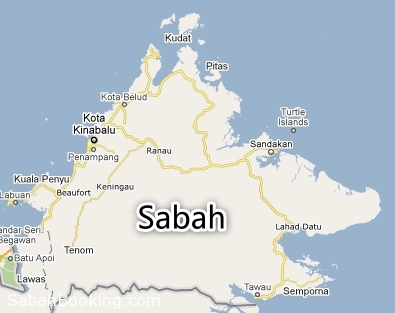 Kudat
Pitas
Kota Belud
Turtle
Islands
Kota
Kinabalu
Penampang
Ranau
Sandakan
Kuala Penyu
Beaufort
Keningau
Labuan
Sabah
Lahad Datu
andar Seri
Begawan
Tenom
Batu Apoi
Lawas
Tawau
Semporna
SabahBooking.com